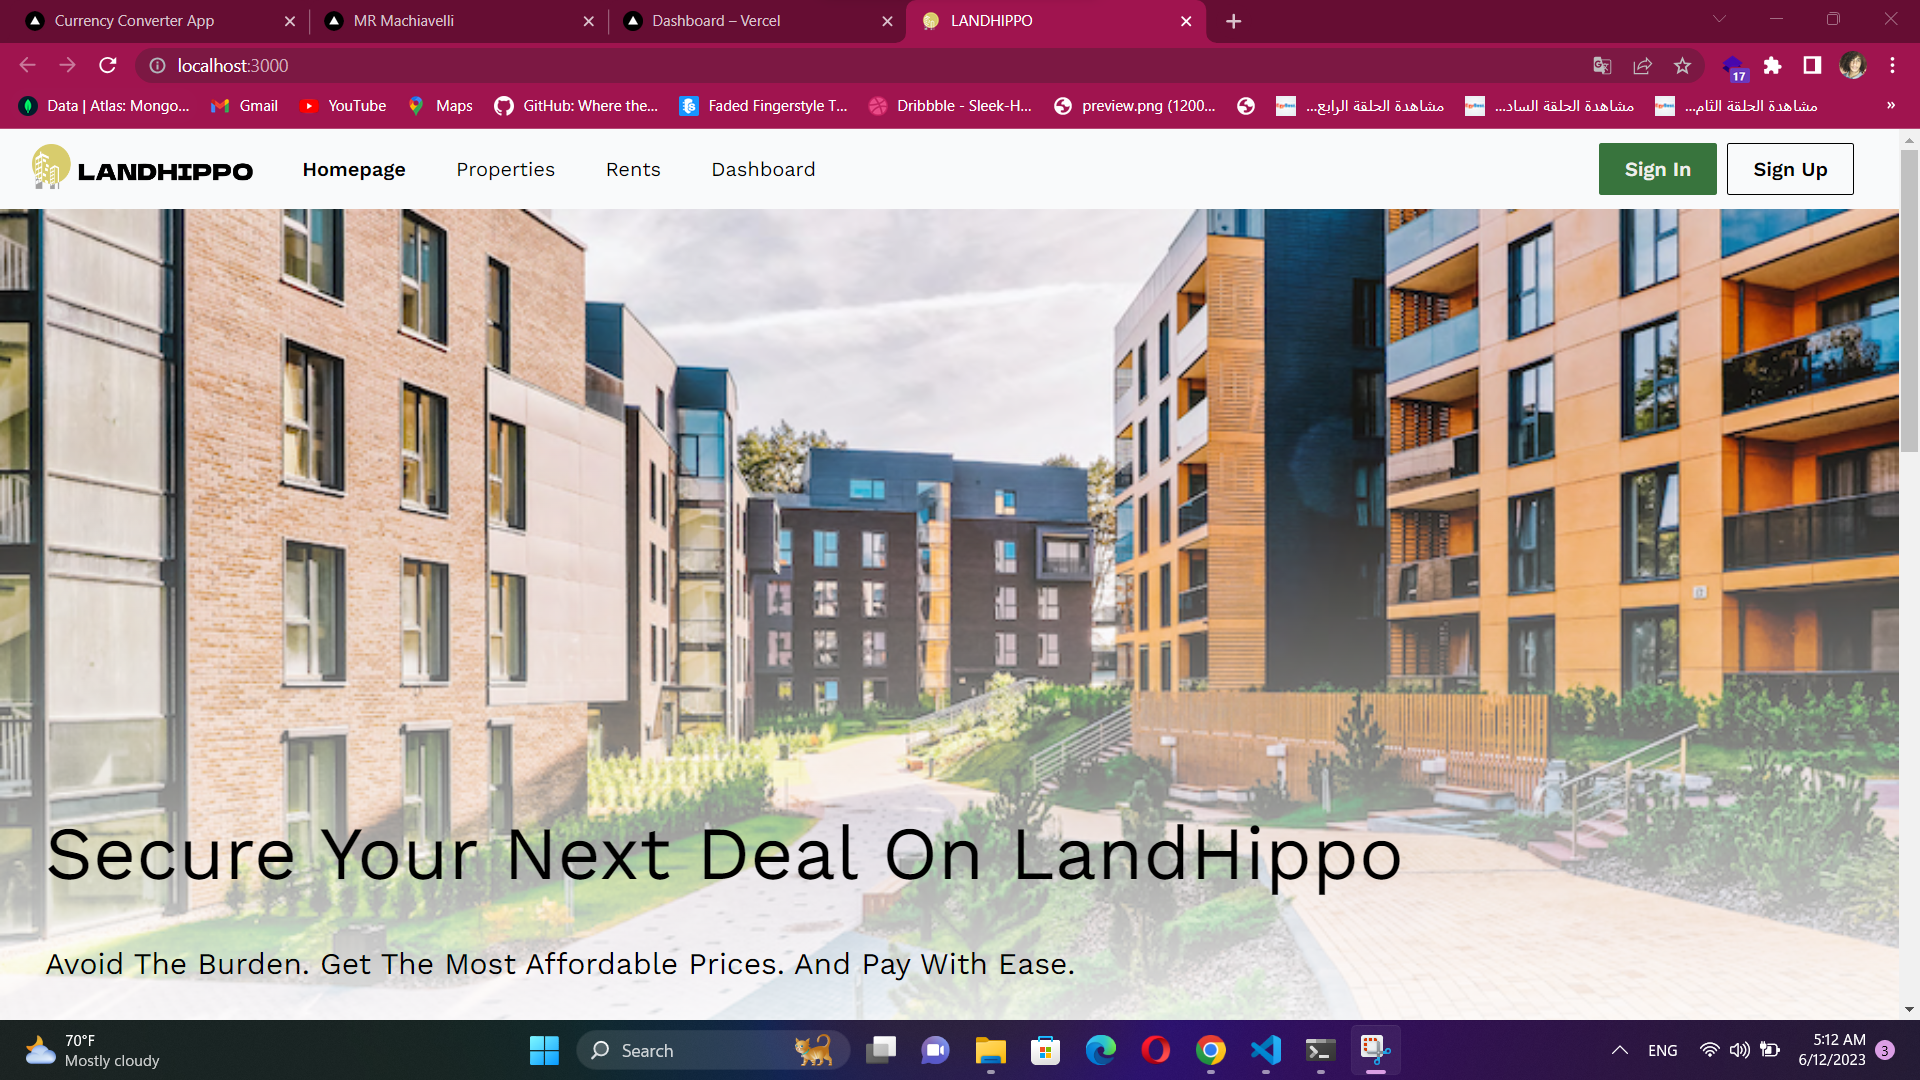 Currency Converter App
MR Machiavelli
Dashboard – Vercel
LANDHIPPO
localhost:3000
17
Data | Atlas: Mongo...
Gmail
YouTube
Maps
GitHub: Where the...
Faded Fingerstyle T...
Dribbble - Sleek-H...
preview.png (1200...
مشاهدة الحلقة الرابع...
مشاهدة الحلقة الساد...
مشاهدة الحلقة الثام...
»
LANDHIPPO
Homepage
Properties
Rents
Dashboard
Sign In
Sign Up
Secure Your Next Deal On LandHippo
Avoid The Burden. Get The Most Affordable Prices. And Pay With Ease.
70°F
Mostly cloudy
Search
ENG
5:12 AM
6/12/2023
3